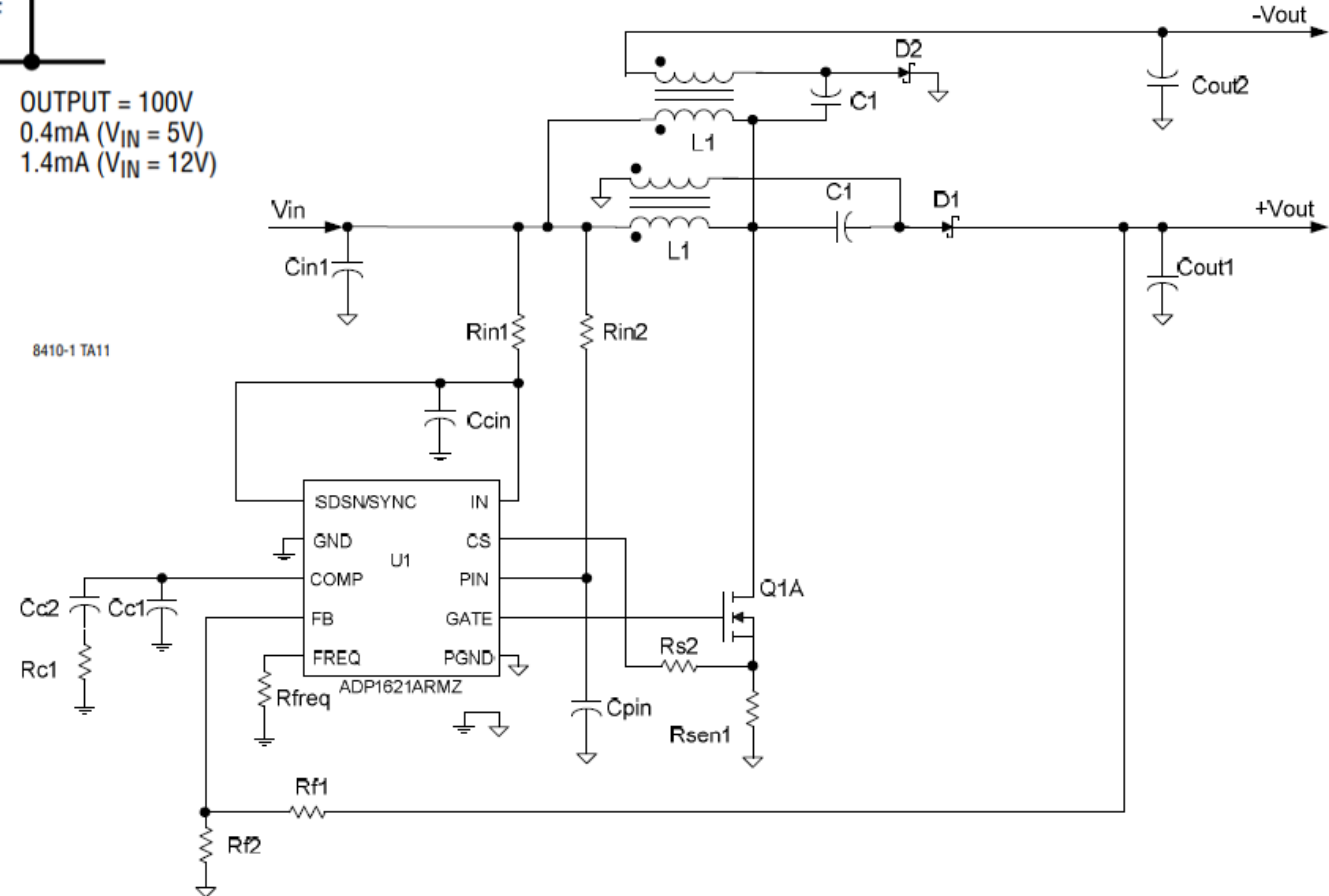 -Vout
D2
OUTPUT = 100V
0.4mA (VIN = 5V)
1.4mA (VIN = 12V)
C1
Cout2
L1
Vin
C1
D1
+Vout
Cin1
L1
Cout1
Rin1
Rin2
8410-1 TA11
Ccin
SDSN/SYNC
IN
GND
CS
U1
COMP
PIN
Cc2
Cc1
FB
GATE
Q1A
Rs2
Rc1
FREQ
PGND
Rfreq
ADP1621ARMZ
Cpin
Rsen1
Rf1
Rf2